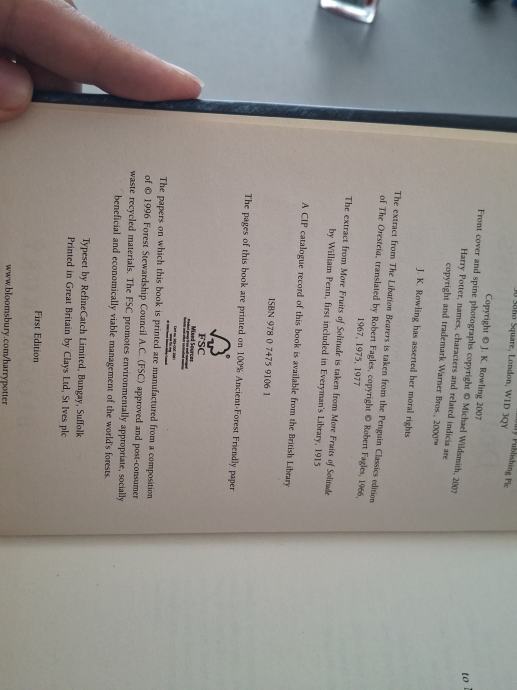 Soho Square, London, W1D 3QY
Copyright © J. K. Rowling 2007
Front cover and spine photographs copyright © Michael Wildsmith, 2007
Harry Potter, names, characters and related indicia are
copyright and trademark Warner Bros., 2000™
J. K. Rowling has asserted her moral rights
The extract from The Libation Bearers is taken from the Penguin Classics edition
of The Oresteia, translated by Robert Fagles, copyright © Robert Fagles, 1966,
1967, 1975, 1977
The extract from More Fruits of Solitude is taken from More Fruits of Solitude
by William Penn, first included in Everyman's Library, 1915
A CIP catalogue record of this book is available from the British Library
ISBN 978 0 7475 9106 1
The pages of this book are printed on 100% Ancient-Forest Friendly paper
FSC
Mixed Sources
The papers on which this book is printed are manufactured from a composition
of © 1996 Forest Stewardship Council A.C. (FSC) approved and post-consumer
waste recycled materials. The FSC promotes environmentally appropriate, socially
beneficial and economically viable management of the world's forests.
Typeset by RefineCatch Limited, Bungay, Suffolk
Printed in Great Britain by Clays Ltd, St Ives plc
First Edition
www.bloomsbury.com/harrypotter
to